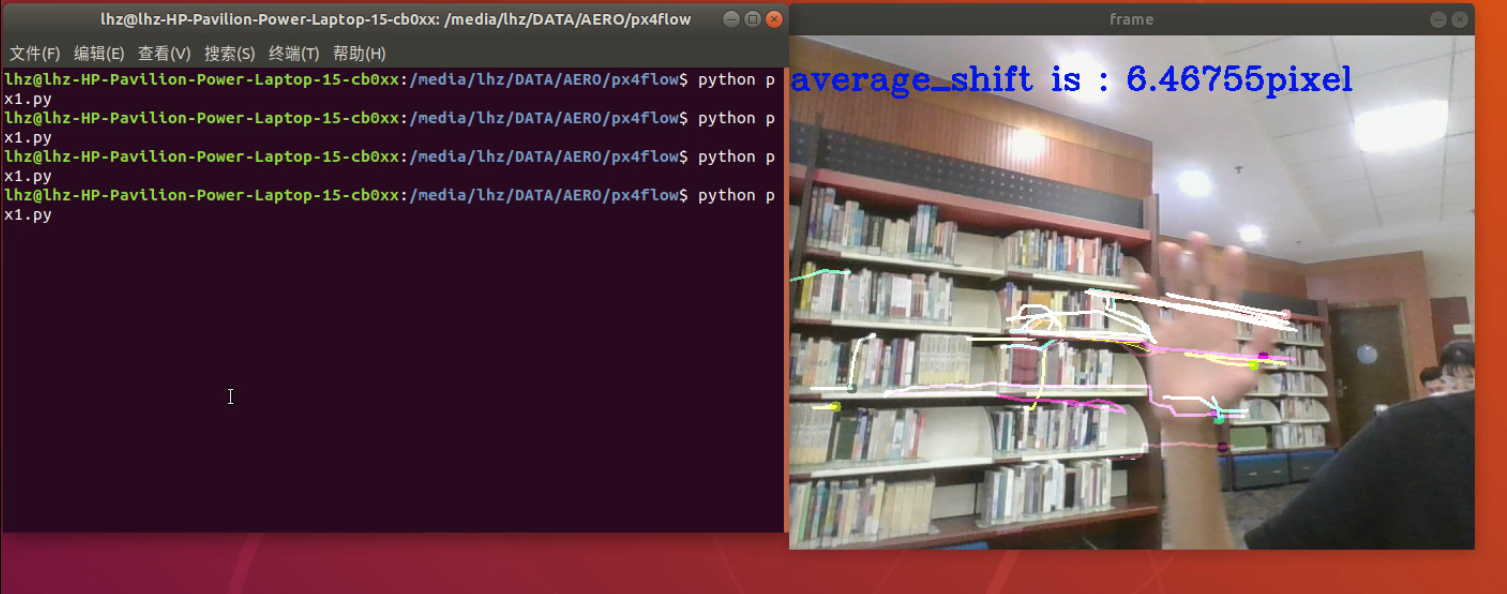 lhz@lhz-HP-Pavilion-Power-Laptop-15-cb0xx: /media/lhz/DATA/AERO/px4flow
文件(F) 编辑(E) 查看(V) 搜索(S) 终端(T) 帮助(H)
lhz@lhz-HP-Pavilion-Power-Laptop-15-cb0xx:/media/lhz/DATA/AERO/px4flow$ python p
x1.py
lhz@lhz-HP-Pavilion-Power-Laptop-15-cb0xx:/media/lhz/DATA/AERO/px4flow$ python p
x1.py
lhz@lhz-HP-Pavilion-Power-Laptop-15-cb0xx:/media/lhz/DATA/AERO/px4flow$ python p
x1.py
lhz@lhz-HP-Pavilion-Power-Laptop-15-cb0xx:/media/lhz/DATA/AERO/px4flow$ python p
x1.py
frame
average_shift is : 6.46755pixel